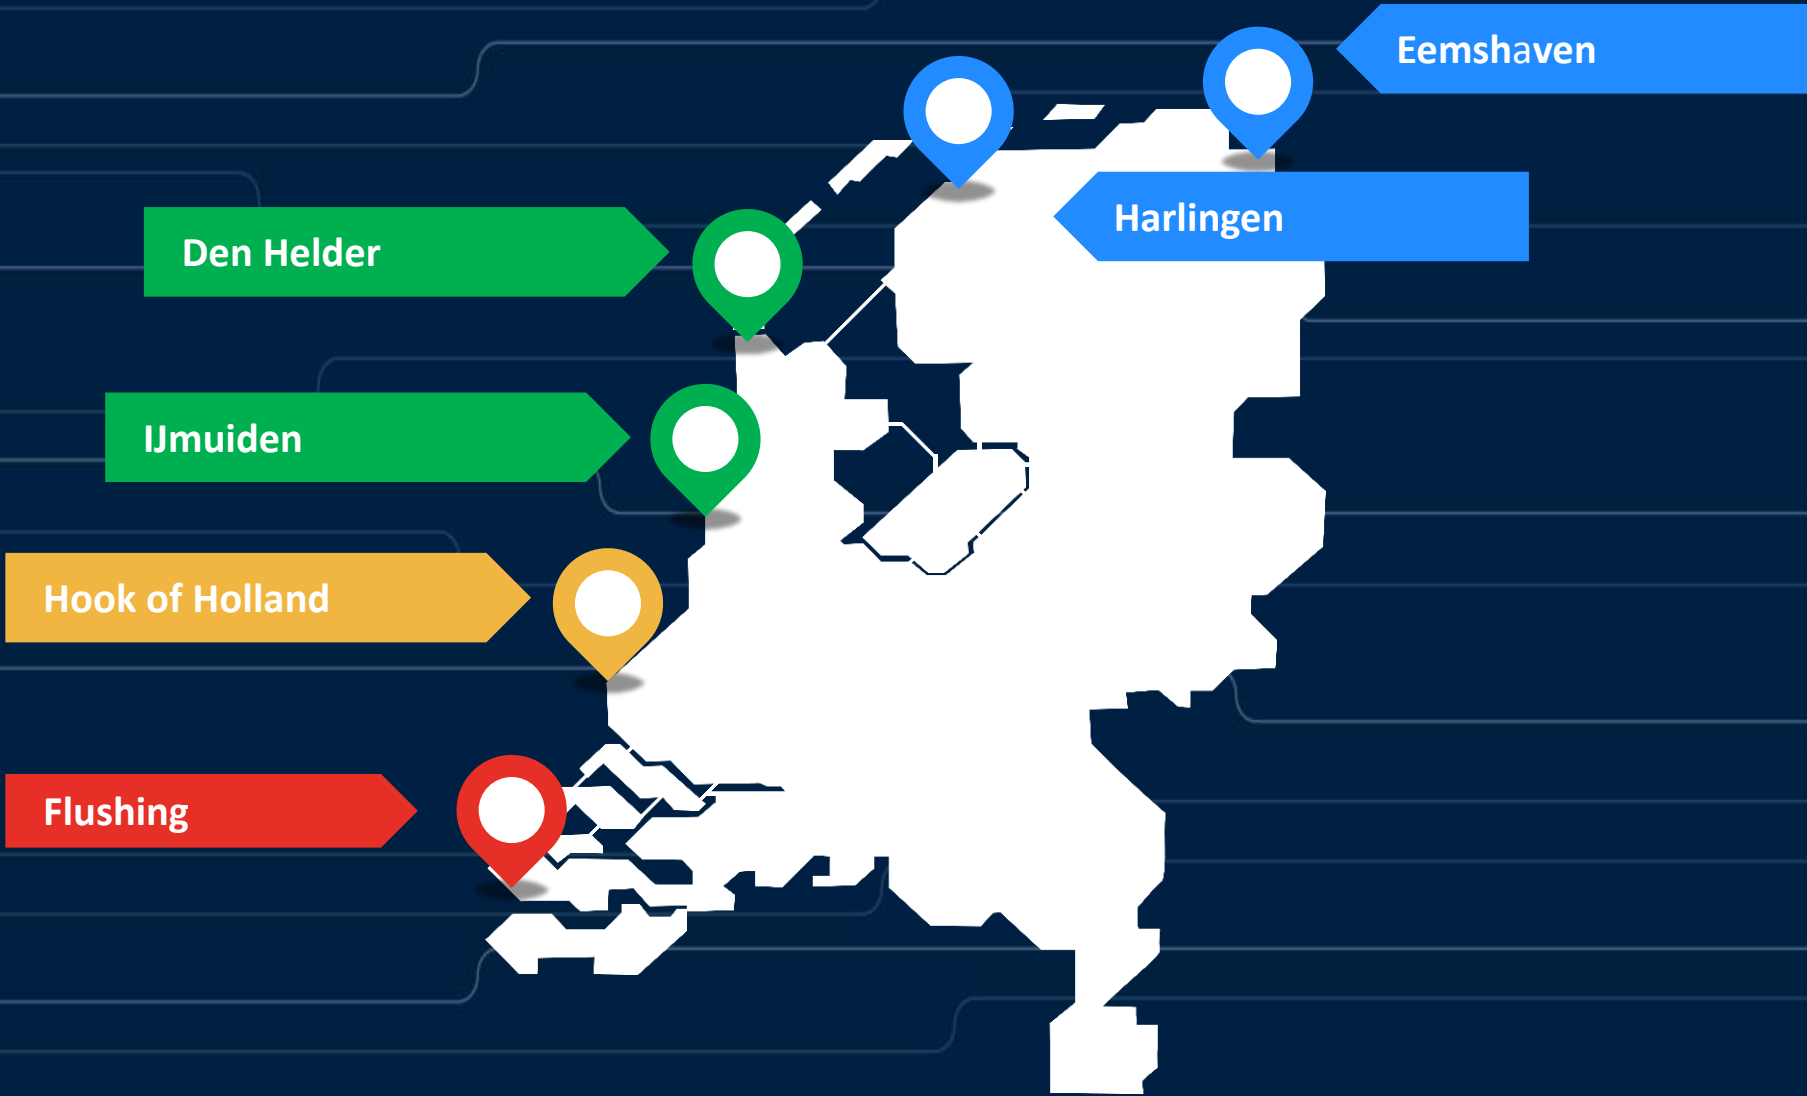 Eemshaven
Harlingen
Den Helder
IJmuiden
Hook of Holland
Flushing